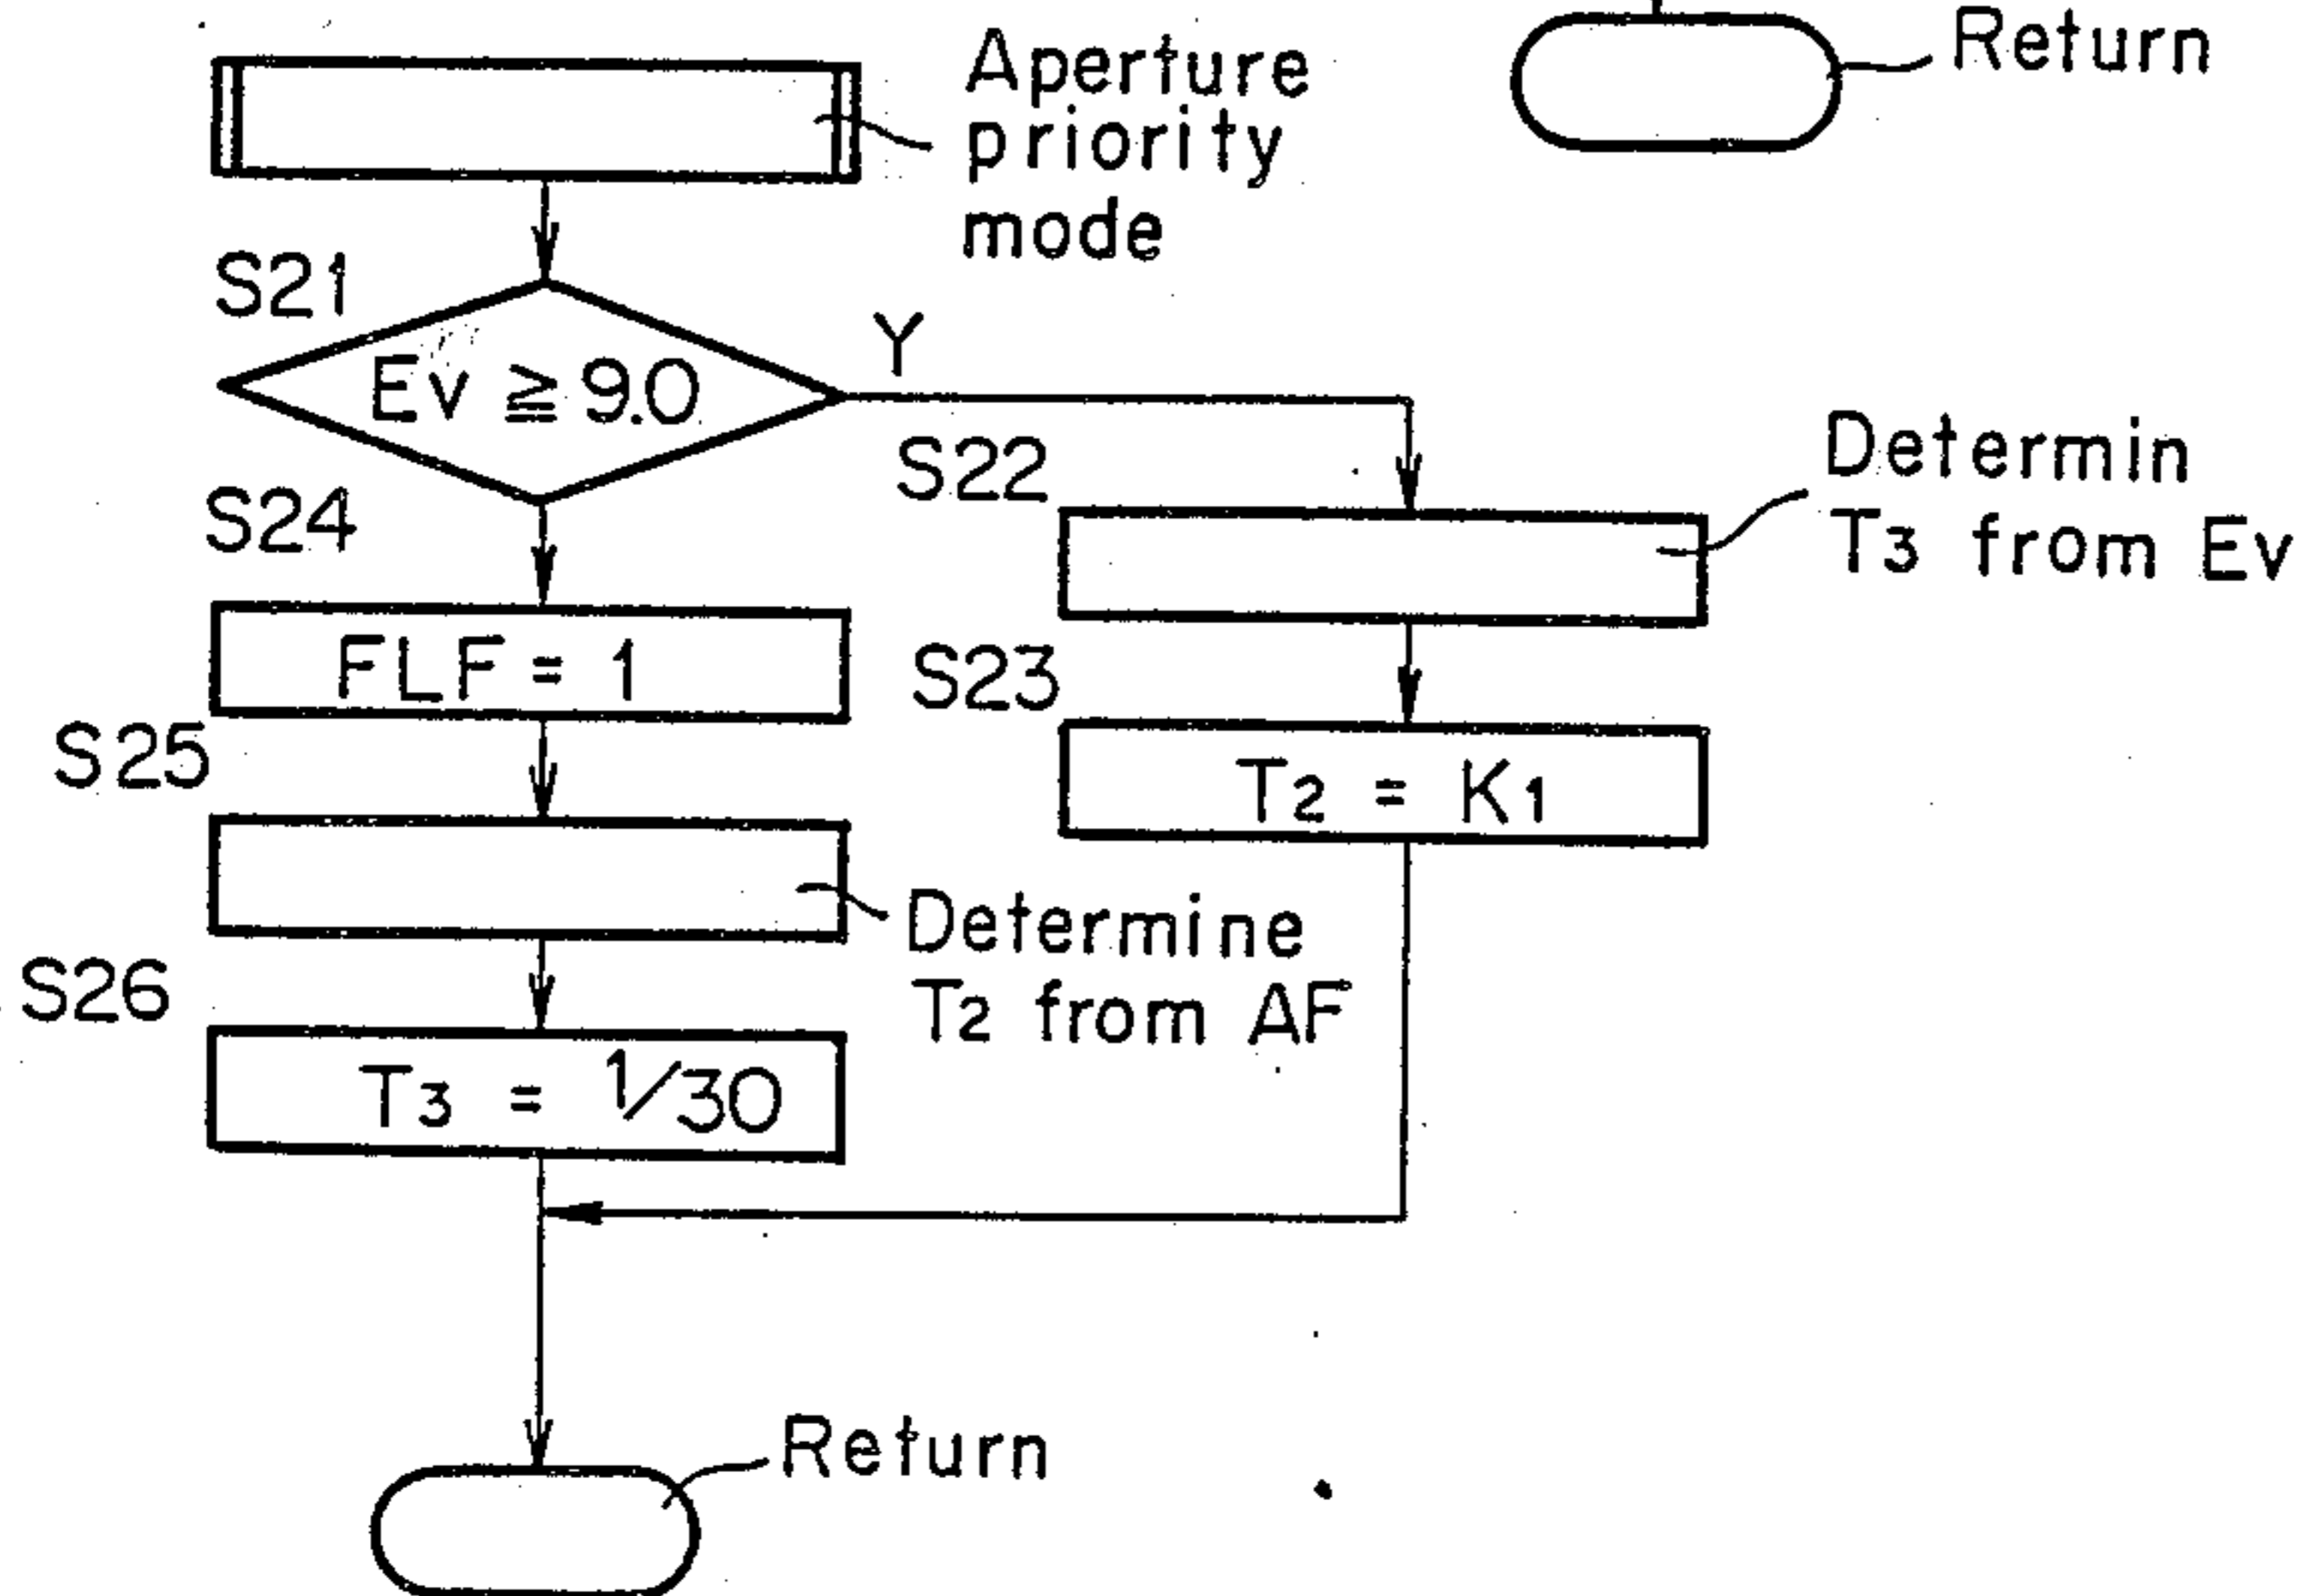 Return
Aperture
priority
mode
S21
Ev ≧ 9.0
Y
S22
Determin
T3 from Ev
S24
FLF = 1
S23
T2 = K1
S25
Determine
T2 from AF
S26
T3 = 1/30
Return